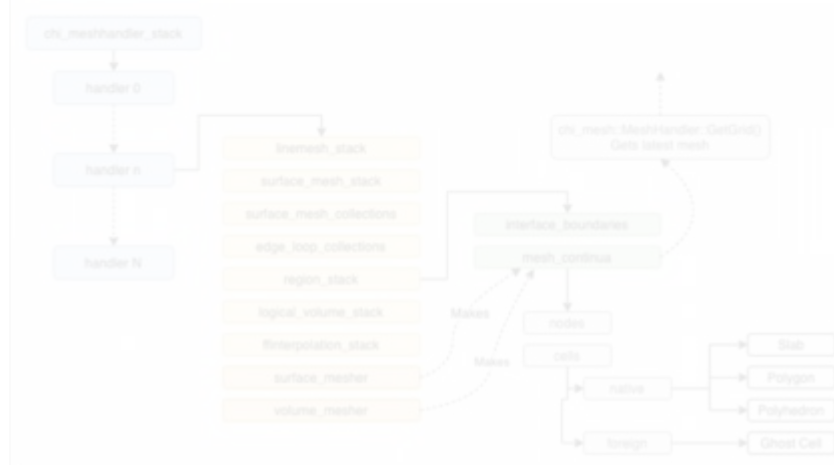 chi_meshhandler_stack
handler 0
handler n
handler N
linemesh_stack
surface_mesh_stack
surface_mesh_collections
edge_loop_collections
region_stack
logical_volume_stack
ffinterpolation_stack
surface_mesher
volume_mesher
Makes
Makes
chi_mesh::MeshHandler::GetGrid()
Gets latest mesh
interface_boundaries
mesh_continua
nodes
cells
native
foreign
Slab
Polygon
Polyhedron
Ghost Cell